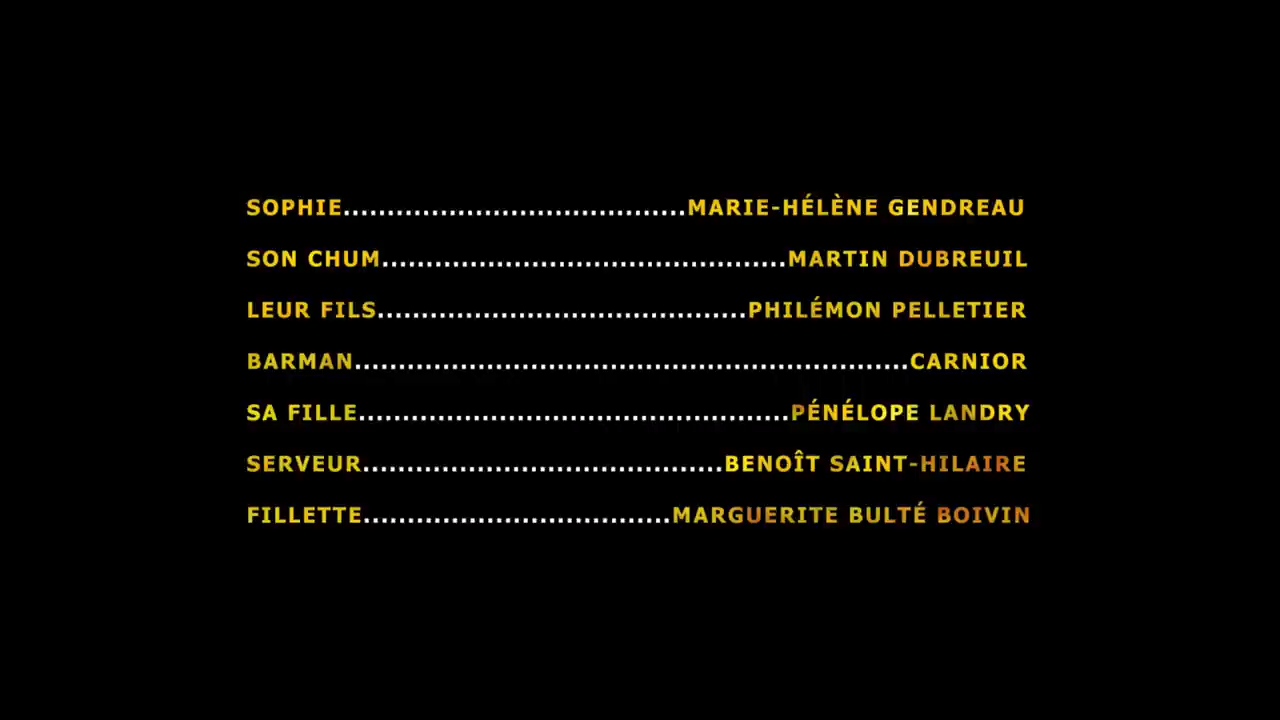 SOPHIE.......................................MARIE-HÉLÈNE GENDREAU
SON CHUM..............................................MARTIN DUBREUIL
LEUR FILS..........................................PHILÉMON PELLETIER
BARMAN...............................................................CARNIOR
SA FILLE.................................................PÉNÉLOPE LANDRY
SERVEUR.........................................BENOÎT SAINT-HILAIRE
FILLETTE...................................MARGUERITE BULTÉ BOIVIN